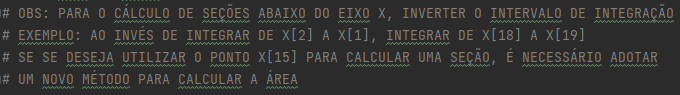 # OBS: PARA O CÁLCULO DE SEÇÕES ABAIXO DO EIXO X, INVERTER O INTERVALO DE INTEGRAÇÃO
# EXEMPLO: AO INVÉS DE INTEGRAR DE X[2] A X[1], INTEGRAR DE X[18] A X[19]
# SE SE DESEJA UTILIZAR O PONTO X[15] PARA CALCULAR UMA SEÇÃO, É NECESSÁRIO ADOTAR
# UM NOVO MÉTODO PARA CALCULAR A ÁREA